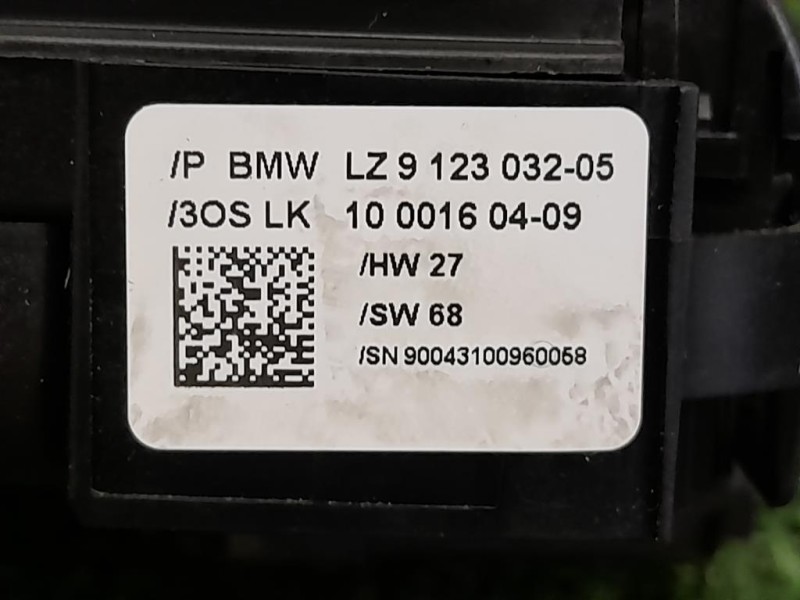 /P BMW LZ 9 123 032-05
/3OS LK 10 0016 04-09
/HW 27
/SW 68
/SN 90043100960058